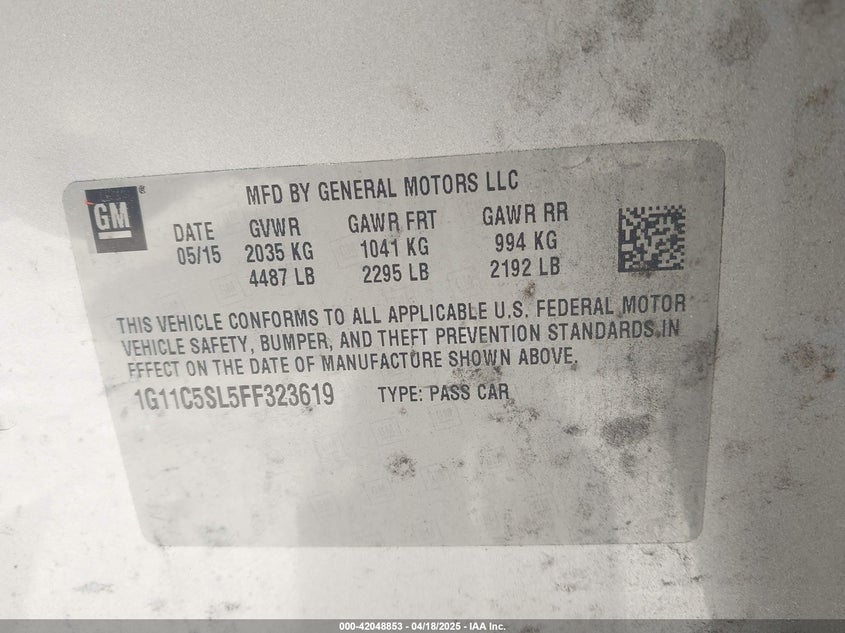 GM®
MFD BY GENERAL MOTORS LLC
DATE GVWR GAWR FRT GAWR RR
05/15 2035 KG 1041 KG 994 KG
4487 LB 2295 LB 2192 LB
THIS VEHICLE CONFORMS TO ALL APPLICABLE U.S. FEDERAL MOTOR
VEHICLE SAFETY, BUMPER, AND THEFT PREVENTION STANDARDS IN
EFFECT ON THE DATE OF MANUFACTURE SHOWN ABOVE.
1G11C5SL5FF323619 TYPE: PASS CAR
000-42048853 - 04/18/2025 - IAA Inc.